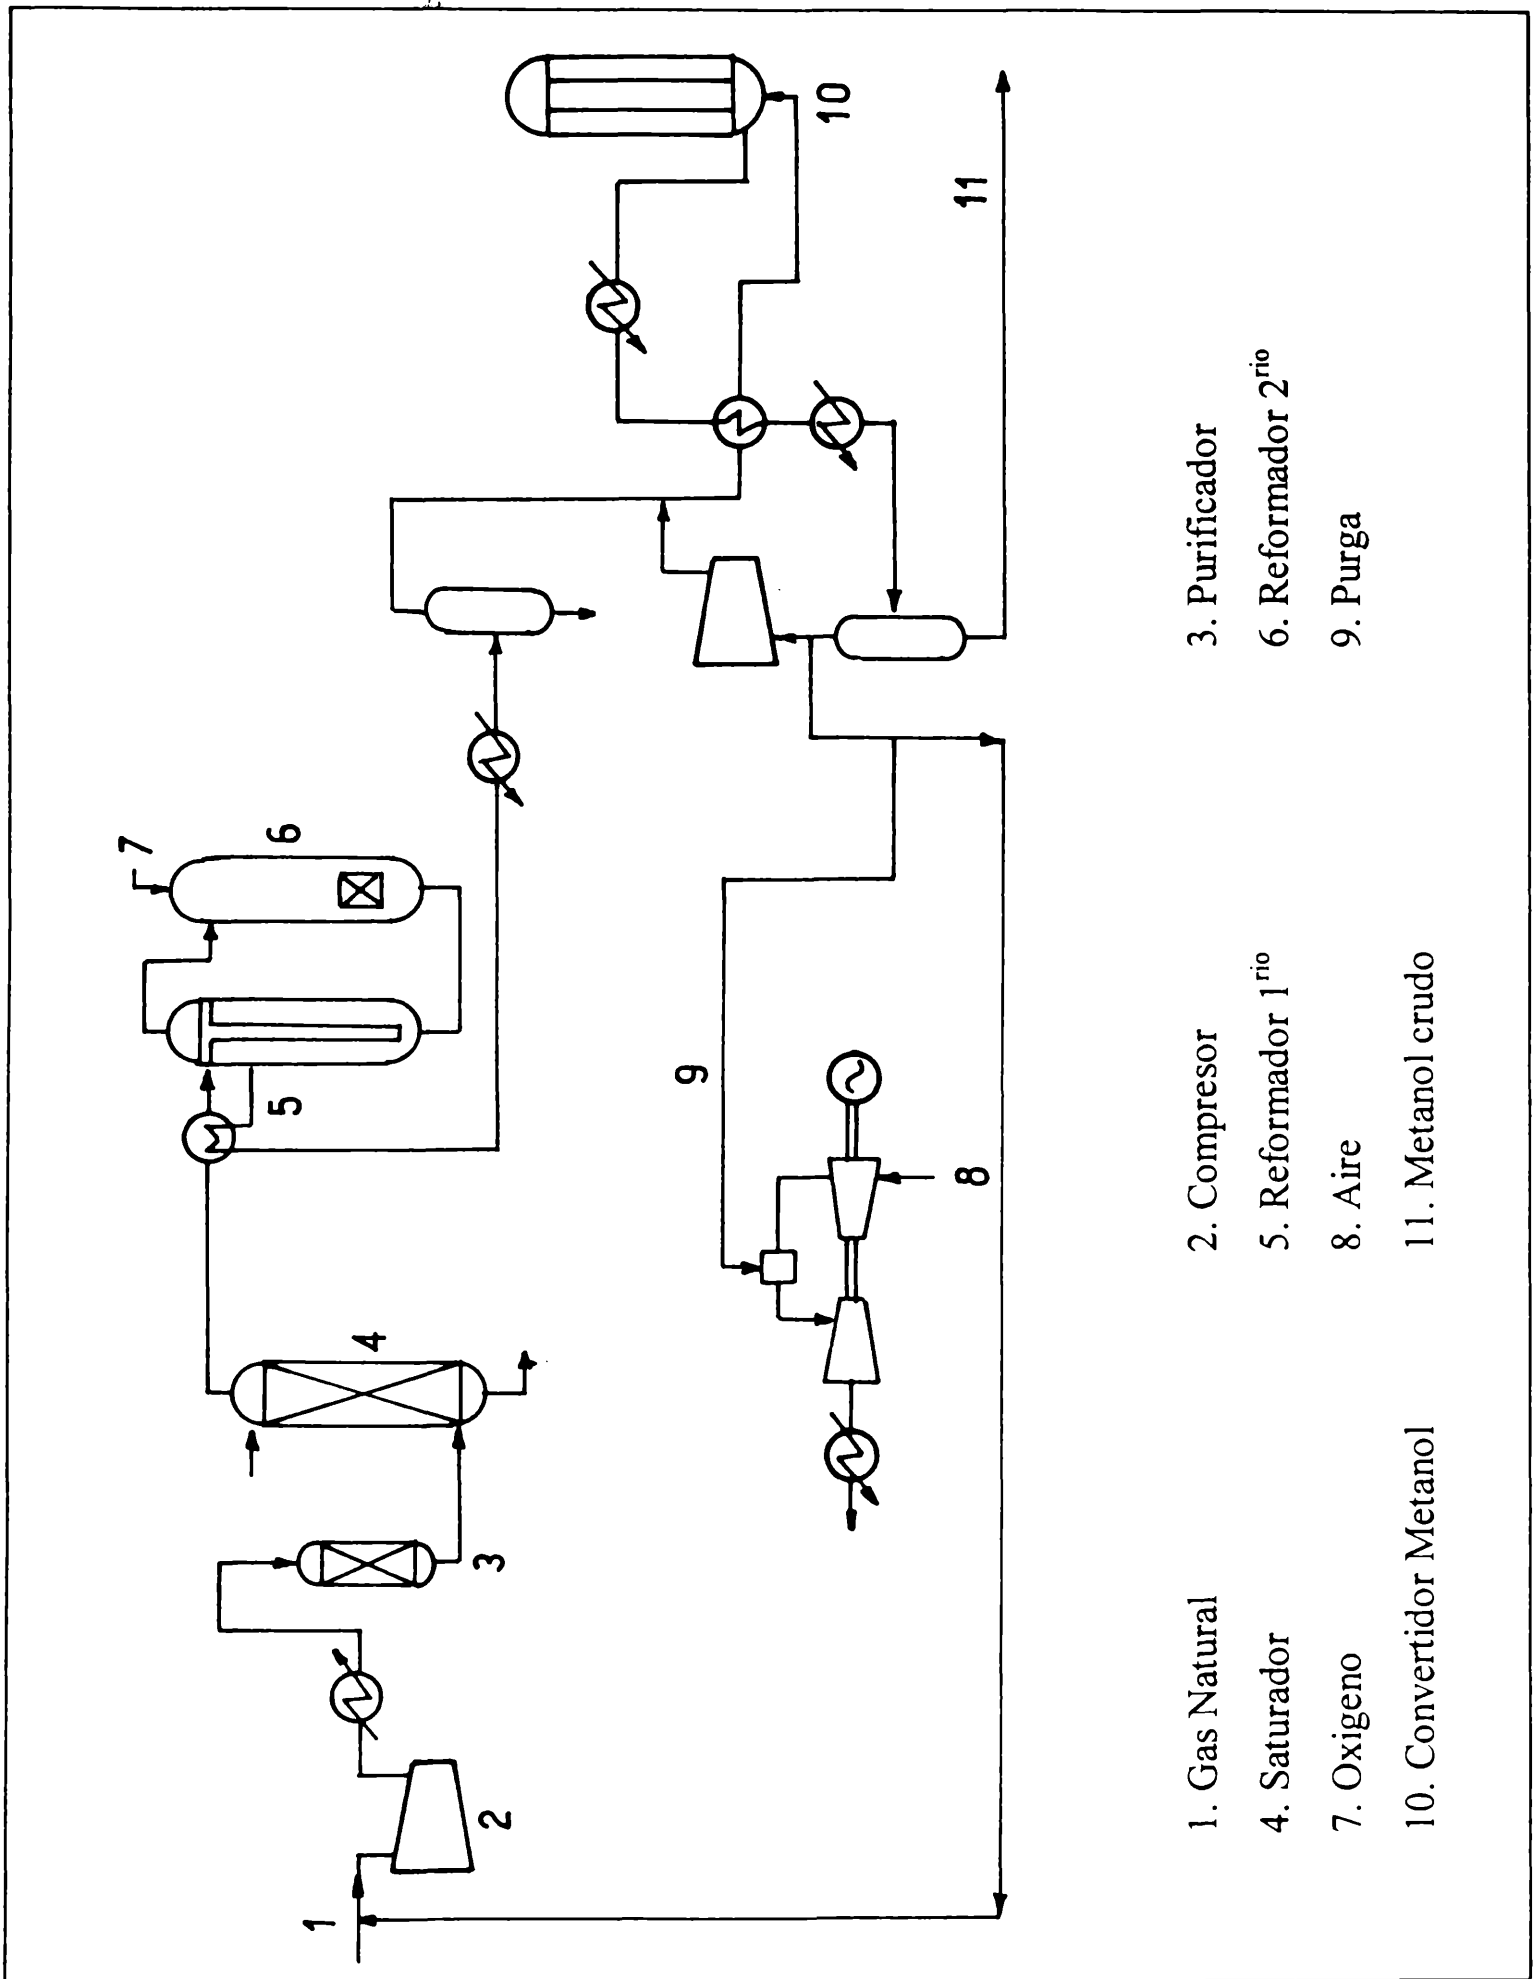 1
2
3
4
5
6
7
8
9
10
11
1. Gas Natural 2. Compresor 3. Purificador
4. Saturador 5. Reformador 1rio 6. Reformador 2rio
7. Oxigeno 8. Aire 9. Purga
10. Convertidor Metanol 11. Metanol crudo